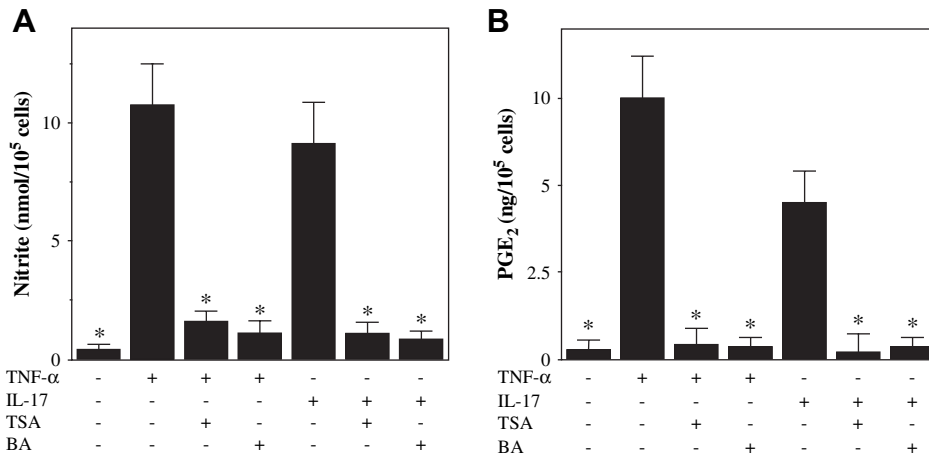 A
B
Nitrite (nmol/10⁵ cells)
10
5
0
* * * * *
TNF-α - + + + - - -
IL-17 - - - - + + +
TSA - - + - - + -
BA - - - + - - +
PGE₂ (ng/10⁵ cells)
10
5
2.5
0
* * * * *
TNF-α - + + + - - -
IL-17 - - - - + + +
TSA - - + - - + -
BA - - - + - - +